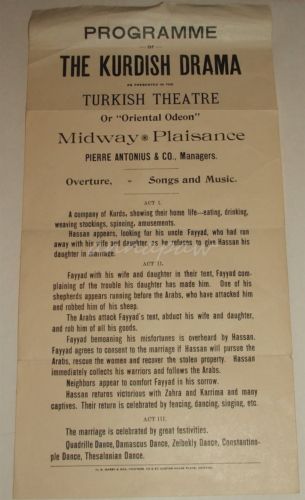 PROGRAMME
OF
THE KURDISH DRAMA
AS PRESENTED IN THE
TURKISH THEATRE
Or "Oriental Odeon"
Midway Plaisance
PIERRE ANTONIUS & CO., Managers.
Overture, - Songs and Music.
ACT I.
A company of Kurds, showing their home life—eating, drinking,
weaving stockings, spinning, amusements.
Hassan appears, looking for his uncle Fayyad, who had run
away with his wife and daughter, as he refuses to give Hassan his
daughter in marriage.
ACT II.
Fayyad with his wife and daughter in their tent, Fayyad com-
plaining of the trouble his daughter has made him. One of his
shepherds appears running before the Arabs, who have attacked him
and robbed him of his sheep.
The Arabs attack Fayyad's tent, abduct his wife and daughter,
and rob him of all his goods.
Fayyad bemoaning his misfortunes is overheard by Hassan.
Fayyad agrees to consent to the marriage if Hassan will pursue the
Arabs, rescue the women and recover the stolen property. Hassan
immediately collects his warriors and follows the Arabs.
Neighbors appear to comfort Fayyad in his sorrow.
Hassan returns victorious with Zahra and Karrima and many
captives. Their return is celebrated by fencing, dancing, singing, etc.
ACT III.
The marriage is celebrated by great festivities.
Quadrille Dance, Damascus Dance, Zeibekly Dance, Constantino-
ple Dance, Thesalonian Dance.